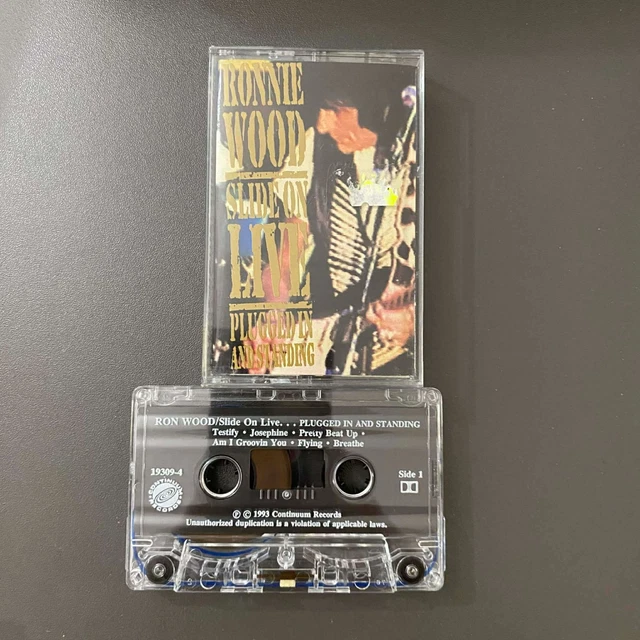 RONNIE
WOOD
SLIDE ON
LIVE
PLUGGED IN
AND STANDING
RON WOOD/Slide On Live. . . PLUGGED IN AND STANDING
Testify • Josephine • Pretty Beat Up •
Am I Groovin You • Flying • Breathe
19309-4
Side 1
CONTINUUM
RECORDS
℗ © 1993 Continuum Records
Unauthorized duplication is a violation of applicable laws.